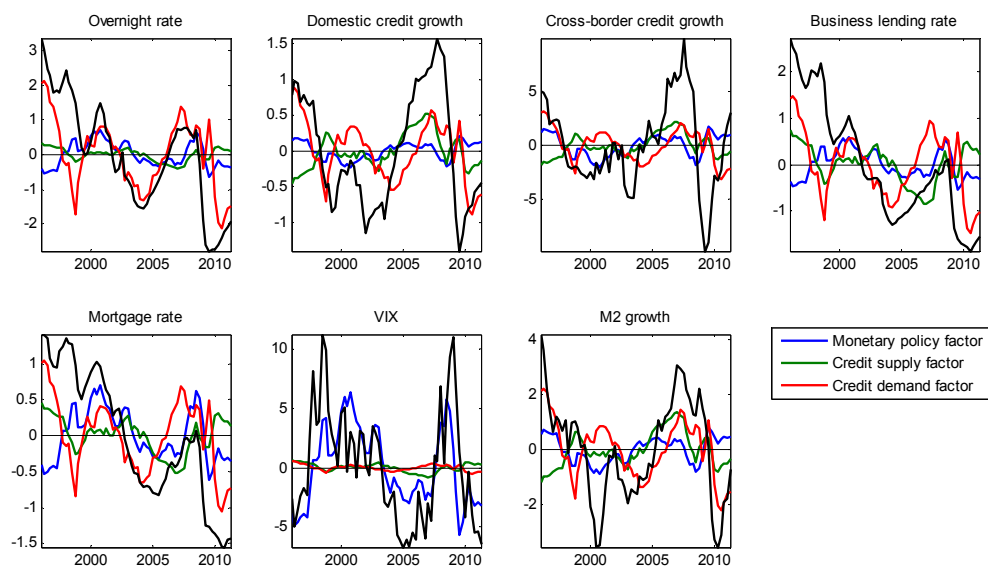 Overnight rate
3
2
1
0
-1
-2
2000 2005 2010
Domestic credit growth
1.5
1
0.5
0
-0.5
-1
2000 2005 2010
Cross-border credit growth
5
0
-5
2000 2005 2010
Business lending rate
2
1
0
-1
2000 2005 2010
Mortgage rate
1
0.5
0
-0.5
-1
-1.5
2000 2005 2010
VIX
10
5
0
-5
2000 2005 2010
M2 growth
4
2
0
-2
2000 2005 2010
Monetary policy factor
Credit supply factor
Credit demand factor